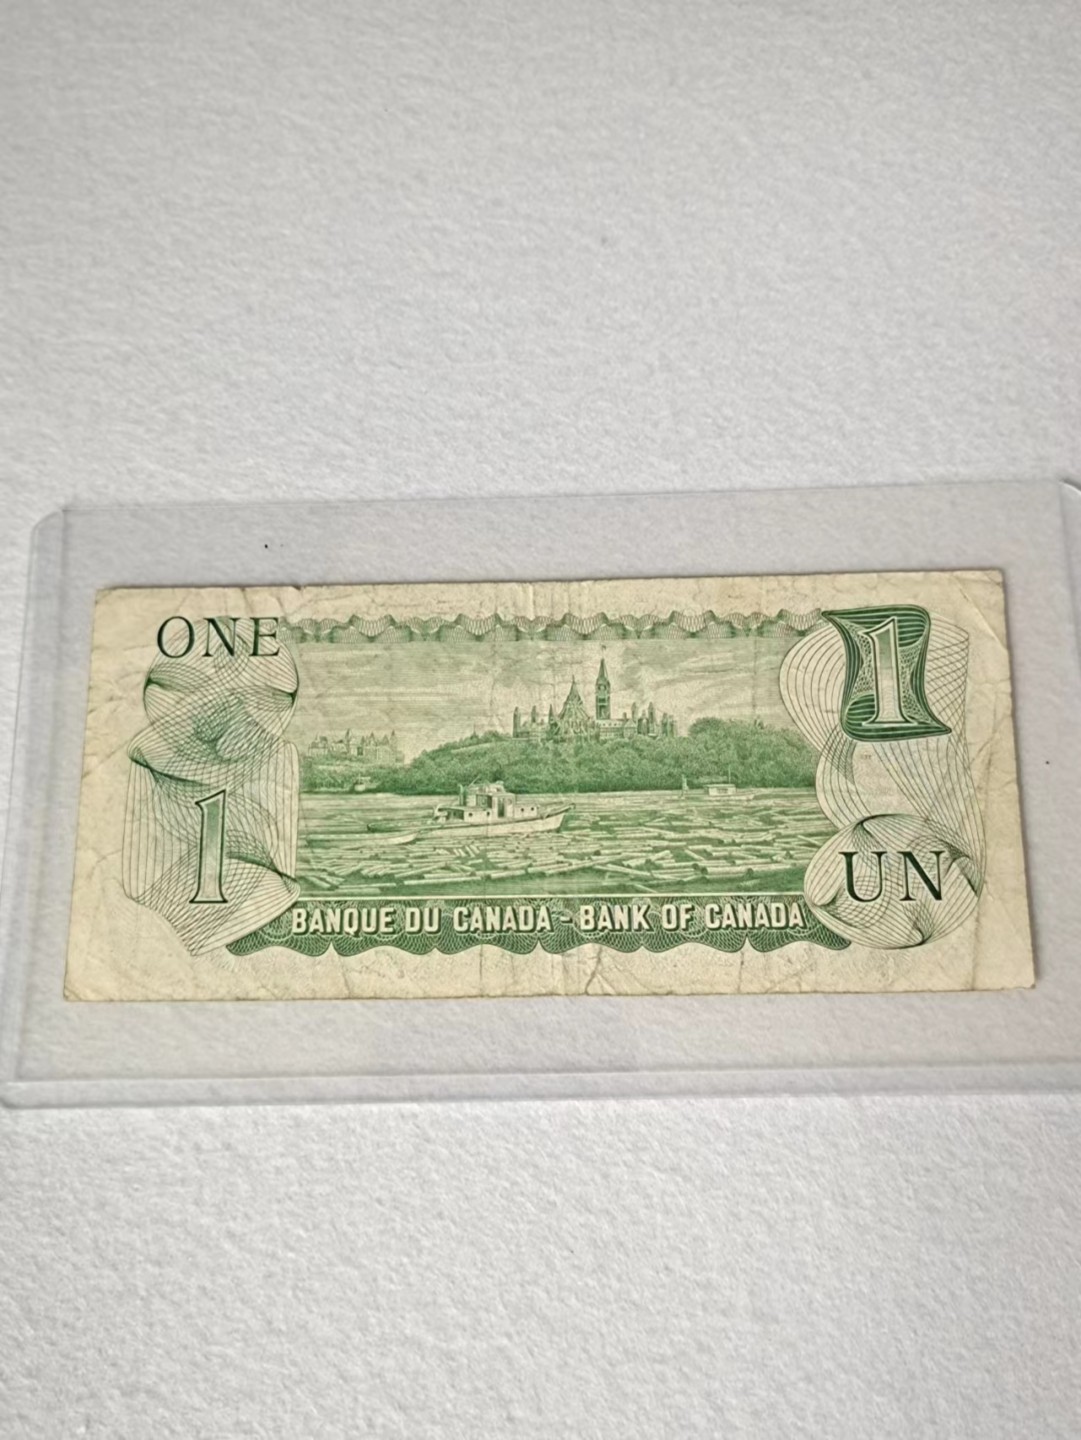 ONE
1
1
UN
BANQUE DU CANADA - BANK OF CANADA